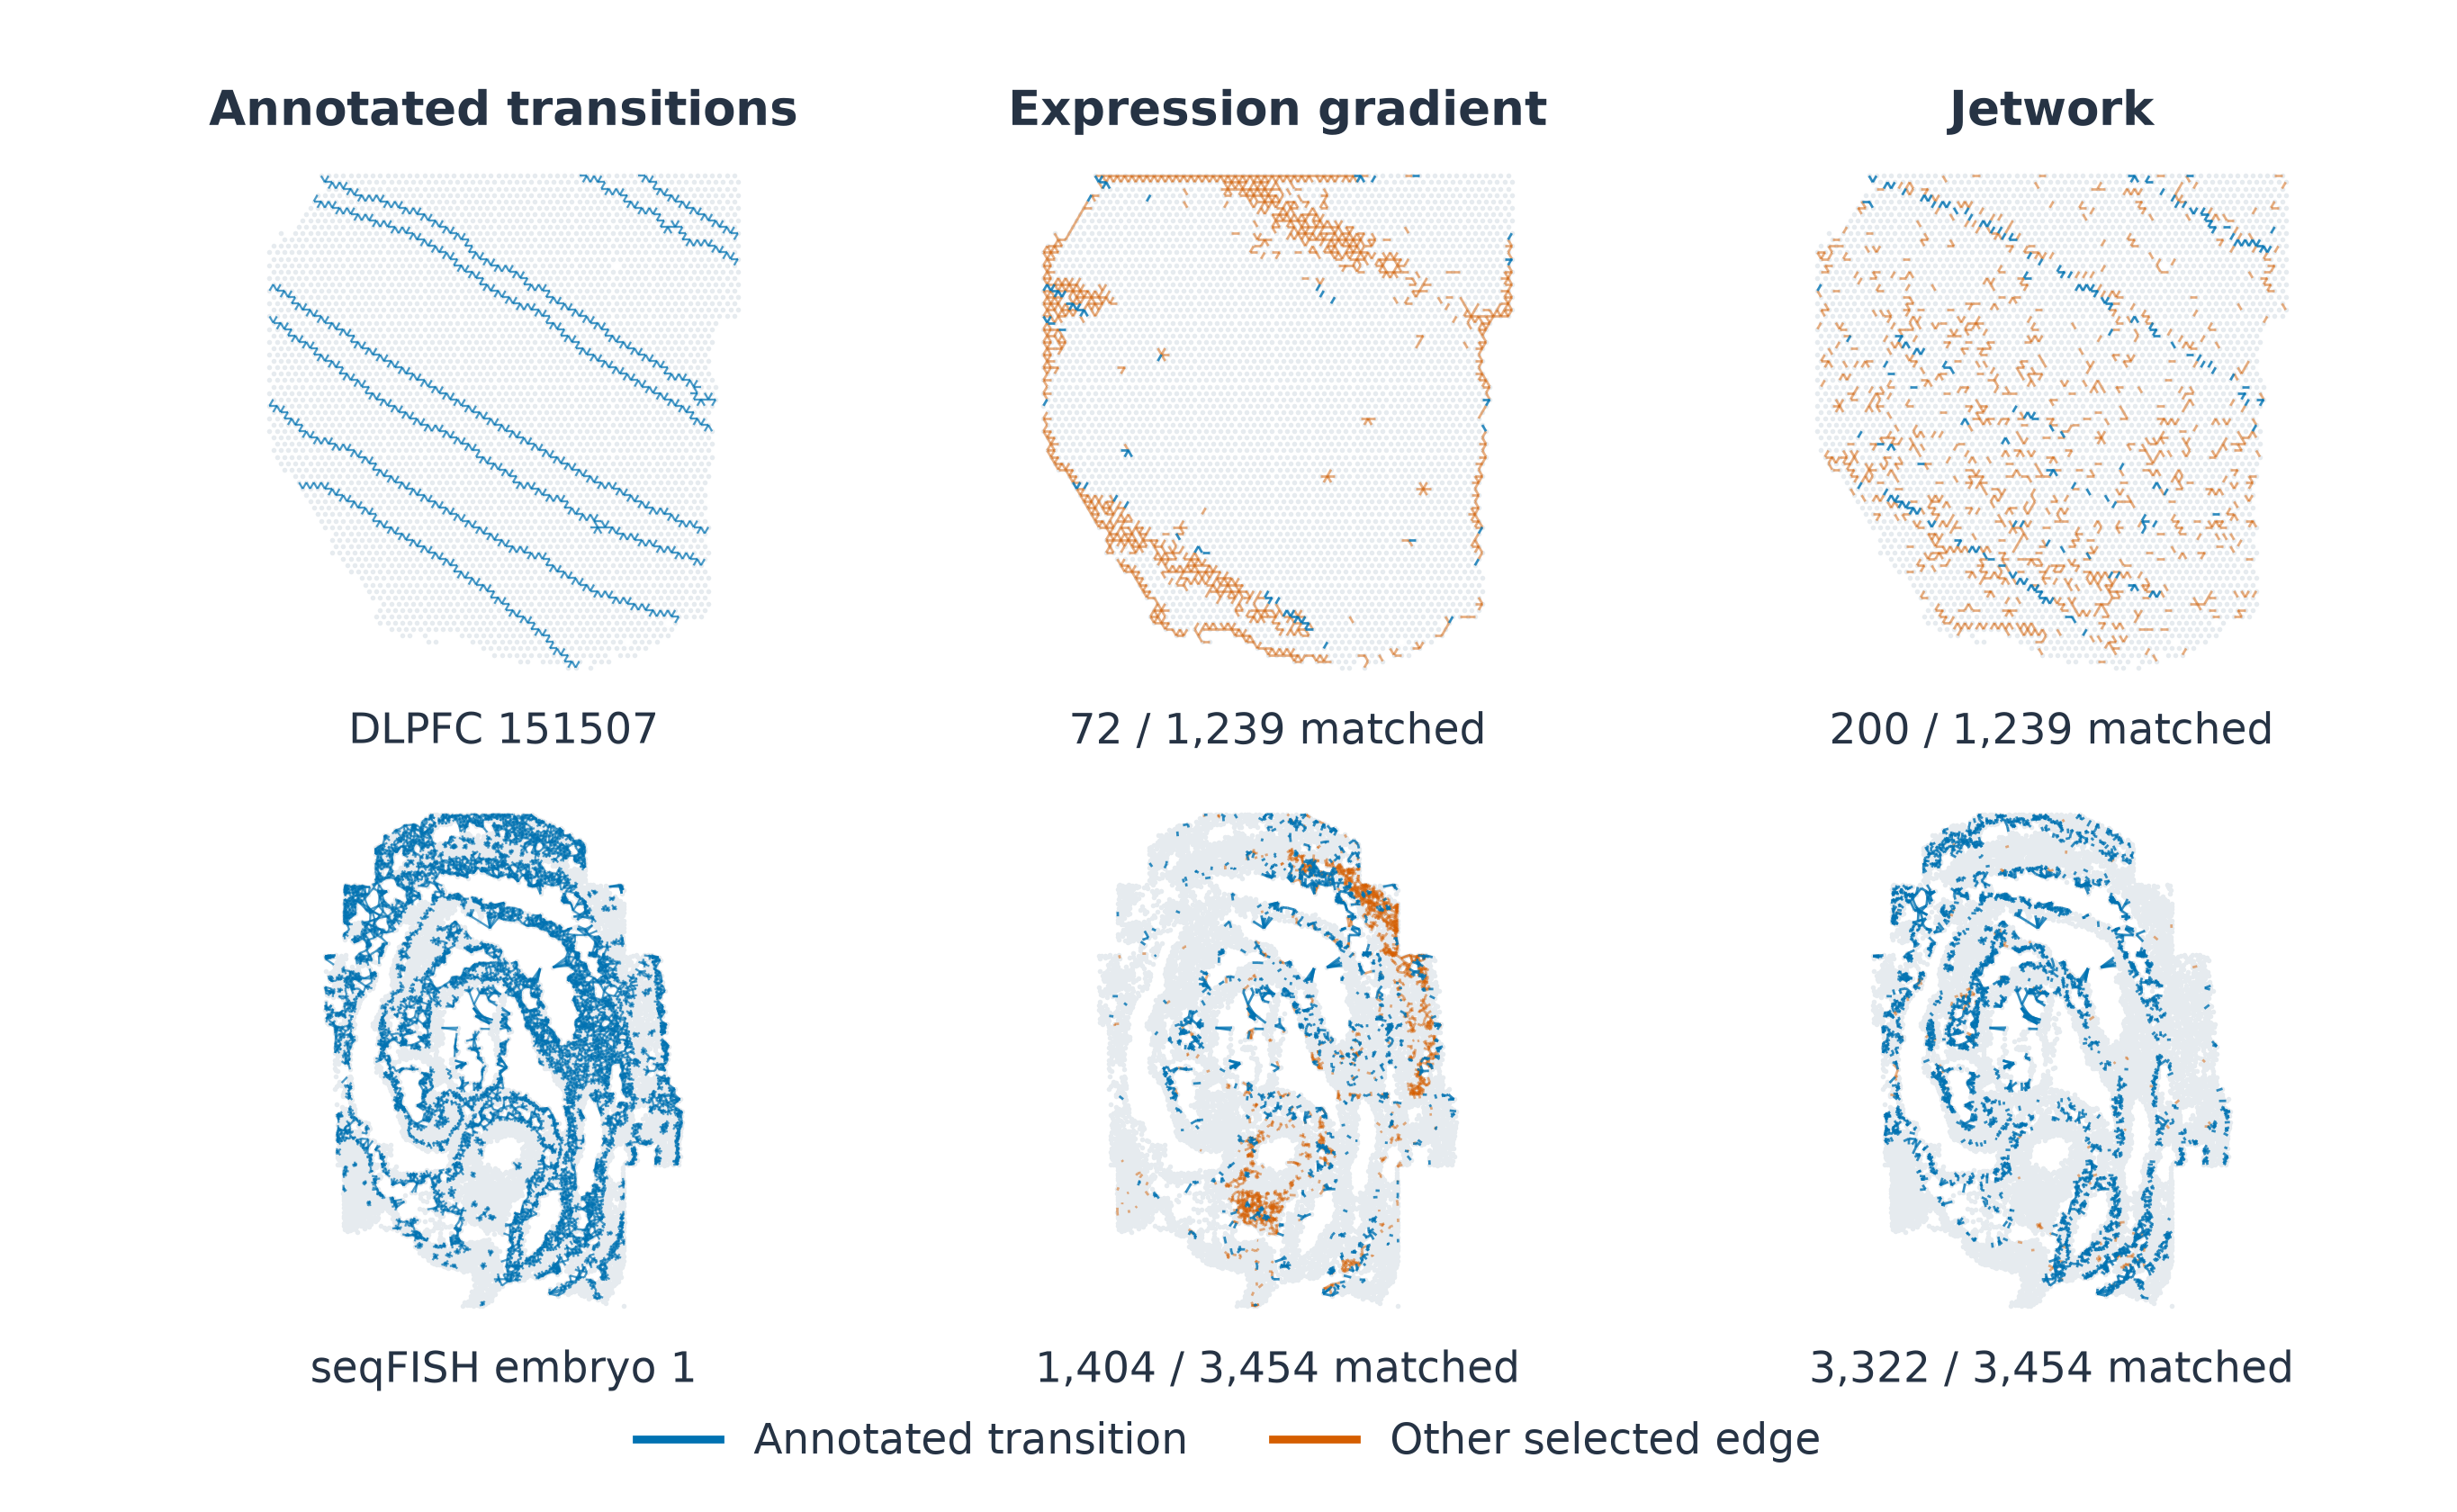 Annotated transitions
Expression gradient
Jetwork
DLPFC 151507
72 / 1,239 matched
200 / 1,239 matched
seqFISH embryo 1
1,404 / 3,454 matched
3,322 / 3,454 matched
Annotated transition
Other selected edge